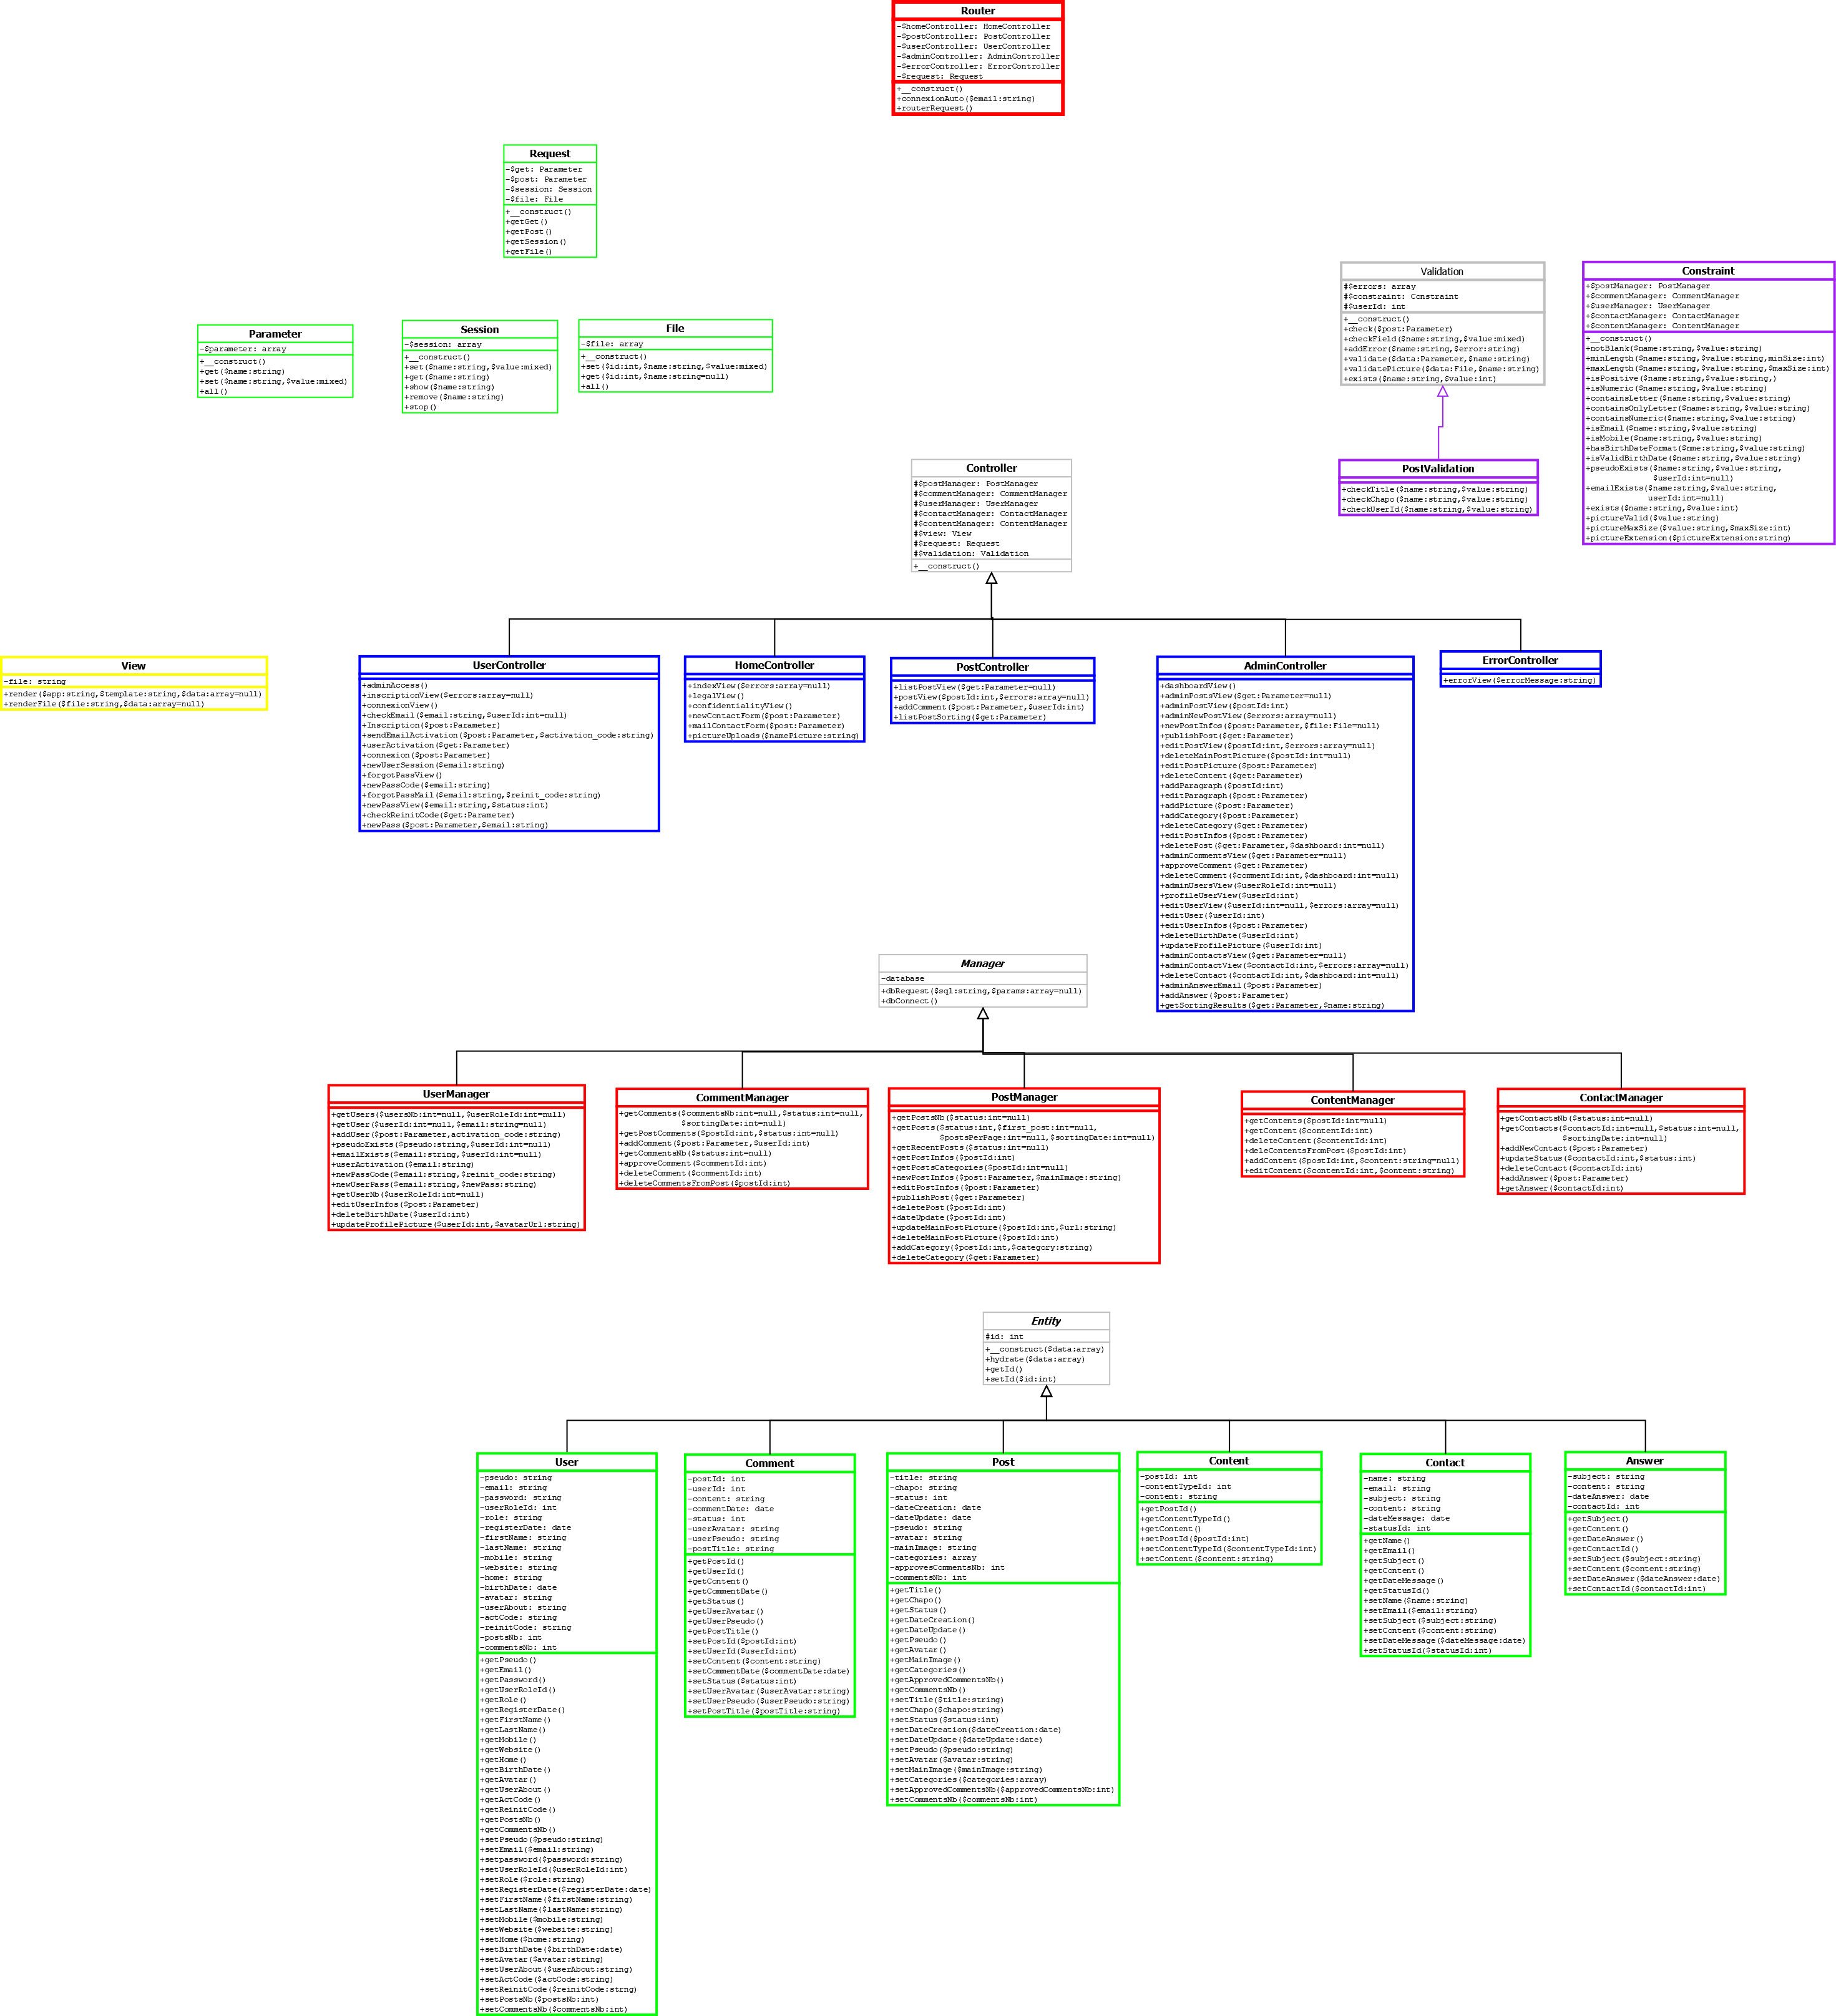 Router
-$homeController: HomeController
-$postController: PostController
-$userController: UserController
-$adminController: AdminController
-$errorController: ErrorController
-$request: Request
+__construct()
+connexionAuto($email:string)
+routerRequest()
Request
-$get: Parameter
-$post: Parameter
-$session: Session
-$file: File
+__construct()
+getGet()
+getPost()
+getSession()
+getFile()
Parameter
-$parameter: array
+__construct()
+get($name:string)
+set($name:string,$value:mixed)
+all()
Session
-$session: array
+__construct()
+set($name:string,$value:mixed)
+get($name:string)
+show($name:string)
+remove($name:string)
+stop()
File
-$file: array
+__construct()
+set($id:int,$name:string,$value:mixed)
+get($id:int,$name:string=null)
+all()
Validation
#$errors: array
#$constraint: Constraint
#$userId: int
+__construct()
+check($post:Parameter)
+checkField($name:string,$value:mixed)
+addError($name:string,$error:string)
+validate($data:Parameter,$name:string)
+validatePicture($data:File,$name:string)
+exists($name:string,$value:int)
Constraint
+$postManager: PostManager
+$commentManager: CommentManager
+$userManager: UserManager
+$contactManager: ContactManager
+$contentManager: ContentManager
+__construct()
+notBlank($name:string,$value:string)
+minLength($name:string,$value:string,minSize:int)
+maxLength($name:string,$value:string,$maxSize:int)
+isPositive($name:string,$value:string,)
+isNumeric($name:string,$value:string)
+containsLetter($name:string,$value:string)
+containsOnlyLetter($name:string,$value:string)
+containsNumeric($name:string,$value:string)
+isEmail($name:string,$value:string)
+isMobile($name:string,$value:string)
+hasBirthDateFormat($nme:string,$value:string)
+isValidBirthDate($name:string,$value:string)
+pseudoExists($name:string,$value:string,
$userId:int=null)
+emailExists($name:string,$value:string,
userId:int=null)
+exists($name:string,$value:int)
+pictureValid($value:string)
+pictureMaxSize($value:string,$maxSize:int)
+pictureExtension($pictureExtension:string)
PostValidation
+checkTitle($name:string,$value:string)
+checkChapo($name:string,$value:string)
+checkUserId($name:string,$value:string)
Controller
#$postManager: PostManager
#$commentManager: CommentManager
#$userManager: UserManager
#$contactManager: ContactManager
#$contentManager: ContentManager
#$view: View
#$request: Request
#$validation: Validation
+__construct()
View
-file: string
+render($app:string,$template:string,$data:array=null)
+renderFile($file:string,$data:array=null)
UserController
+adminAccess()
+inscriptionView($errors:array=null)
+connexionView()
+checkEmail($email:string,$userId:int=null)
+Inscription($post:Parameter)
+sendEmailActivation($post:Parameter,$activation_code:string)
+userActivation($get:Parameter)
+connexion($post:Parameter)
+newUserSession($email:string)
+forgotPassView()
+newPassCode($email:string)
+forgotPassMail($email:string,$reinit_code:string)
+newPassView($email:string,$status:int)
+checkReinitCode($get:Parameter)
+newPass($post:Parameter,$email:string)
HomeController
+indexView($errors:array=null)
+legalView()
+confidentialityView()
+newContactForm($post:Parameter)
+mailContactForm($post:Parameter)
+pictureUploads($namePicture:string)
PostController
+listPostView($get:Parameter=null)
+postView($postId:int,$errors:array=null)
+addComment($post:Parameter,$userId:int)
+listPostSorting($get:Parameter)
AdminController
+dashboardView()
+adminPostsView($get:Parameter=null)
+adminPostView($postId:int)
+adminNewPostView($errors:array=null)
+newPostInfos($post:Parameter,$file:File=null)
+publishPost($get:Parameter)
+editPostView($postId:int,$errors:array=null)
+deleteMainPostPicture($postId:int=null)
+editPostPicture($post:Parameter)
+deleteContent($get:Parameter)
+addParagraph($postId:int)
+editParagraph($post:Parameter)
+addPicture($post:Parameter)
+addCategory($post:Parameter)
+deleteCategory($get:Parameter)
+editPostInfos($post:Parameter)
+deletePost($get:Parameter,$dashboard:int=null)
+adminCommentsView($get:Parameter=null)
+approveComment($get:Parameter)
+deleteComment($commentId:int,$dashboard:int=null)
+adminUsersView($userRoleId:int=null)
+profileUserView($userId:int)
+editUserView($userId:int=null,$errors:array=null)
+editUser($userId:int)
+editUserInfos($post:Parameter)
+deleteBirthDate($userId:int)
+updateProfilePicture($userId:int)
+adminContactsView($get:Parameter=null)
+adminContactView($contactId:int,$errors:array=null)
+deleteContact($contactId:int,$dashboard:int=null)
+adminAnswerEmail($post:Parameter)
+addAnswer($post:Parameter)
+getSortingResults($get:Parameter,$name:string)
ErrorController
+errorView($errorMessage:string)
Manager
-database
+dbRequest($sql:string,$params:array=null)
+dbConnect()
UserManager
+getUsers($usersNb:int=null,$userRoleId:int=null)
+getUser($userId:int=null,$email:string=null)
+addUser($post:Parameter,activation_code:string)
+pseudoExists($pseudo:string,$userId:int=null)
+emailExists($email:string,$userId:int=null)
+userActivation($email:string)
+newPassCode($email:string,$reinit_code:string)
+newUserPass($email:string,$newPass:string)
+getUserNb($userRoleId:int=null)
+editUserInfos($post:Parameter)
+deleteBirthDate($userId:int)
+updateProfilePicture($userId:int,$avatarUrl:string)
CommentManager
+getComments($commentsNb:int=null,$status:int=null,
$sortingDate:int=null)
+getPostComments($postId:int,$status:int=null)
+addComment($post:Parameter,$userId:int)
+getCommentsNb($status:int=null)
+approveComment($commentId:int)
+deleteComment($commentId:int)
+deleteCommentsFromPost($postId:int)
PostManager
+getPostsNb($status:int=null)
+getPosts($status:int,$first_post:int=null,
$postsPerPage:int=null,$sortingDate:int=null)
+getRecentPosts($status:int=null)
+getPostInfos($postId:int)
+getPostsCategories($postId:int=null)
+newPostInfos($post:Parameter,$mainImage:string)
+editPostInfos($post:Parameter)
+publishPost($get:Parameter)
+deletePost($postId:int)
+dateUpdate($postId:int)
+updateMainPostPicture($postId:int,$url:string)
+deleteMainPostPicture($postId:int)
+addCategory($postId:int,$category:string)
+deleteCategory($get:Parameter)
ContentManager
+getContents($postId:int=null)
+getContent($contentId:int)
+deleteContent($contentId:int)
+deleContentsFromPost($postId:int)
+addContent($postId:int,$content:string=null)
+editContent($contentId:int,$content:string)
ContactManager
+getContactsNb($status:int=null)
+getContacts($contactId:int=null,$status:int=null,
$sortingDate:int=null)
+addNewContact($post:Parameter)
+updateStatus($contactId:int,$status:int)
+deleteContact($contactId:int)
+addAnswer($post:Parameter)
+getAnswer($contactId:int)
Entity
#id: int
+__construct($data:array)
+hydrate($data:array)
+getId()
+setId($id:int)
User
-pseudo: string
-email: string
-password: string
-userRoleId: int
-role: string
-registerDate: date
-firstName: string
-lastName: string
-mobile: string
-website: string
-home: string
-birthDate: date
-avatar: string
-userAbout: string
-actCode: string
-reinitCode: string
-postsNb: int
-commentsNb: int
+getPseudo()
+getEmail()
+getPassword()
+getUserRoleId()
+getRole()
+getRegisterDate()
+getFirstName()
+getLastName()
+getMobile()
+getWebsite()
+getHome()
+getBirthDate()
+getAvatar()
+getUserAbout()
+getActCode()
+getReinitCode()
+getPostsNb()
+getCommentsNb()
+setPseudo($pseudo:string)
+setEmail($email:string)
+setpassword($password:string)
+setUserRoleId($userRoleId:int)
+setRole($role:string)
+setRegisterDate($registerDate:date)
+setFirstName($firstName:string)
+setLastName($lastName:string)
+setMobile($mobile:string)
+setWebsite($website:string)
+setHome($home:string)
+setBirthDate($birthDate:date)
+setAvatar($avatar:string)
+setUserAbout($userAbout:string)
+setActCode($actCode:string)
+setReinitCode($reinitCode:strng)
+setPostsNb($postsNb:int)
+setCommentsNb($commentsNb:int)
Comment
-postId: int
-userId: int
-content: string
-commentDate: date
-status: int
-userAvatar: string
-userPseudo: string
-postTitle: string
+getPostId()
+getUserId()
+getContent()
+getCommentDate()
+getStatus()
+getUserAvatar()
+getUserPseudo()
+getPostTitle()
+setPostId($postId:int)
+setUserId($userId:int)
+setContent($content:string)
+setCommentDate($commentDate:date)
+setStatus($status:int)
+setUserAvatar($userAvatar:string)
+setUserPseudo($userPseudo:string)
+setPostTitle($postTitle:string)
Post
-title: string
-chapo: string
-status: int
-dateCreation: date
-dateUpdate: date
-pseudo: string
-avatar: string
-mainImage: string
-categories: array
-approvesCommentsNb: int
-commentsNb: int
+getTitle()
+getChapo()
+getStatus()
+getDateCreation()
+getDateUpdate()
+getPseudo()
+getAvatar()
+getMainImage()
+getCategories()
+getApprovedCommentsNb()
+getCommentsNb()
+setTitle($title:string)
+setChapo($chapo:string)
+setStatus($status:int)
+setDateCreation($dateCreation:date)
+setDateUpdate($dateUpdate:date)
+setPseudo($pseudo:string)
+setAvatar($avatar:string)
+setMainImage($mainImage:string)
+setCategories($categories:array)
+setApprovedCommentsNb($approvedCommentsNb:int)
+setCommentsNb($commentsNb:int)
Content
-postId: int
-contentTypeId: int
-content: string
+getPostId()
+getContentTypeId()
+getContent()
+setPostId($postId:int)
+setContentTypeId($contentTypeId:int)
+setContent($content:string)
Contact
-name: string
-email: string
-subject: string
-content: string
-dateMessage: date
-statusId: int
+getName()
+getEmail()
+getSubject()
+getContent()
+getDateMessage()
+getStatusId()
+setName($name:string)
+setEmail($email:string)
+setSubject($subject:string)
+setContent($content:string)
+setDateMessage($dateMessage:date)
+setStatusId($statusId:int)
Answer
-subject: string
-content: string
-dateAnswer: date
-contactId: int
+getSubject()
+getContent()
+getDateAnswer()
+getContactId()
+setSubject($subject:string)
+setContent($content:string)
+setDateAnswer($dateAnswer:date)
+setContactId($contactId:int)